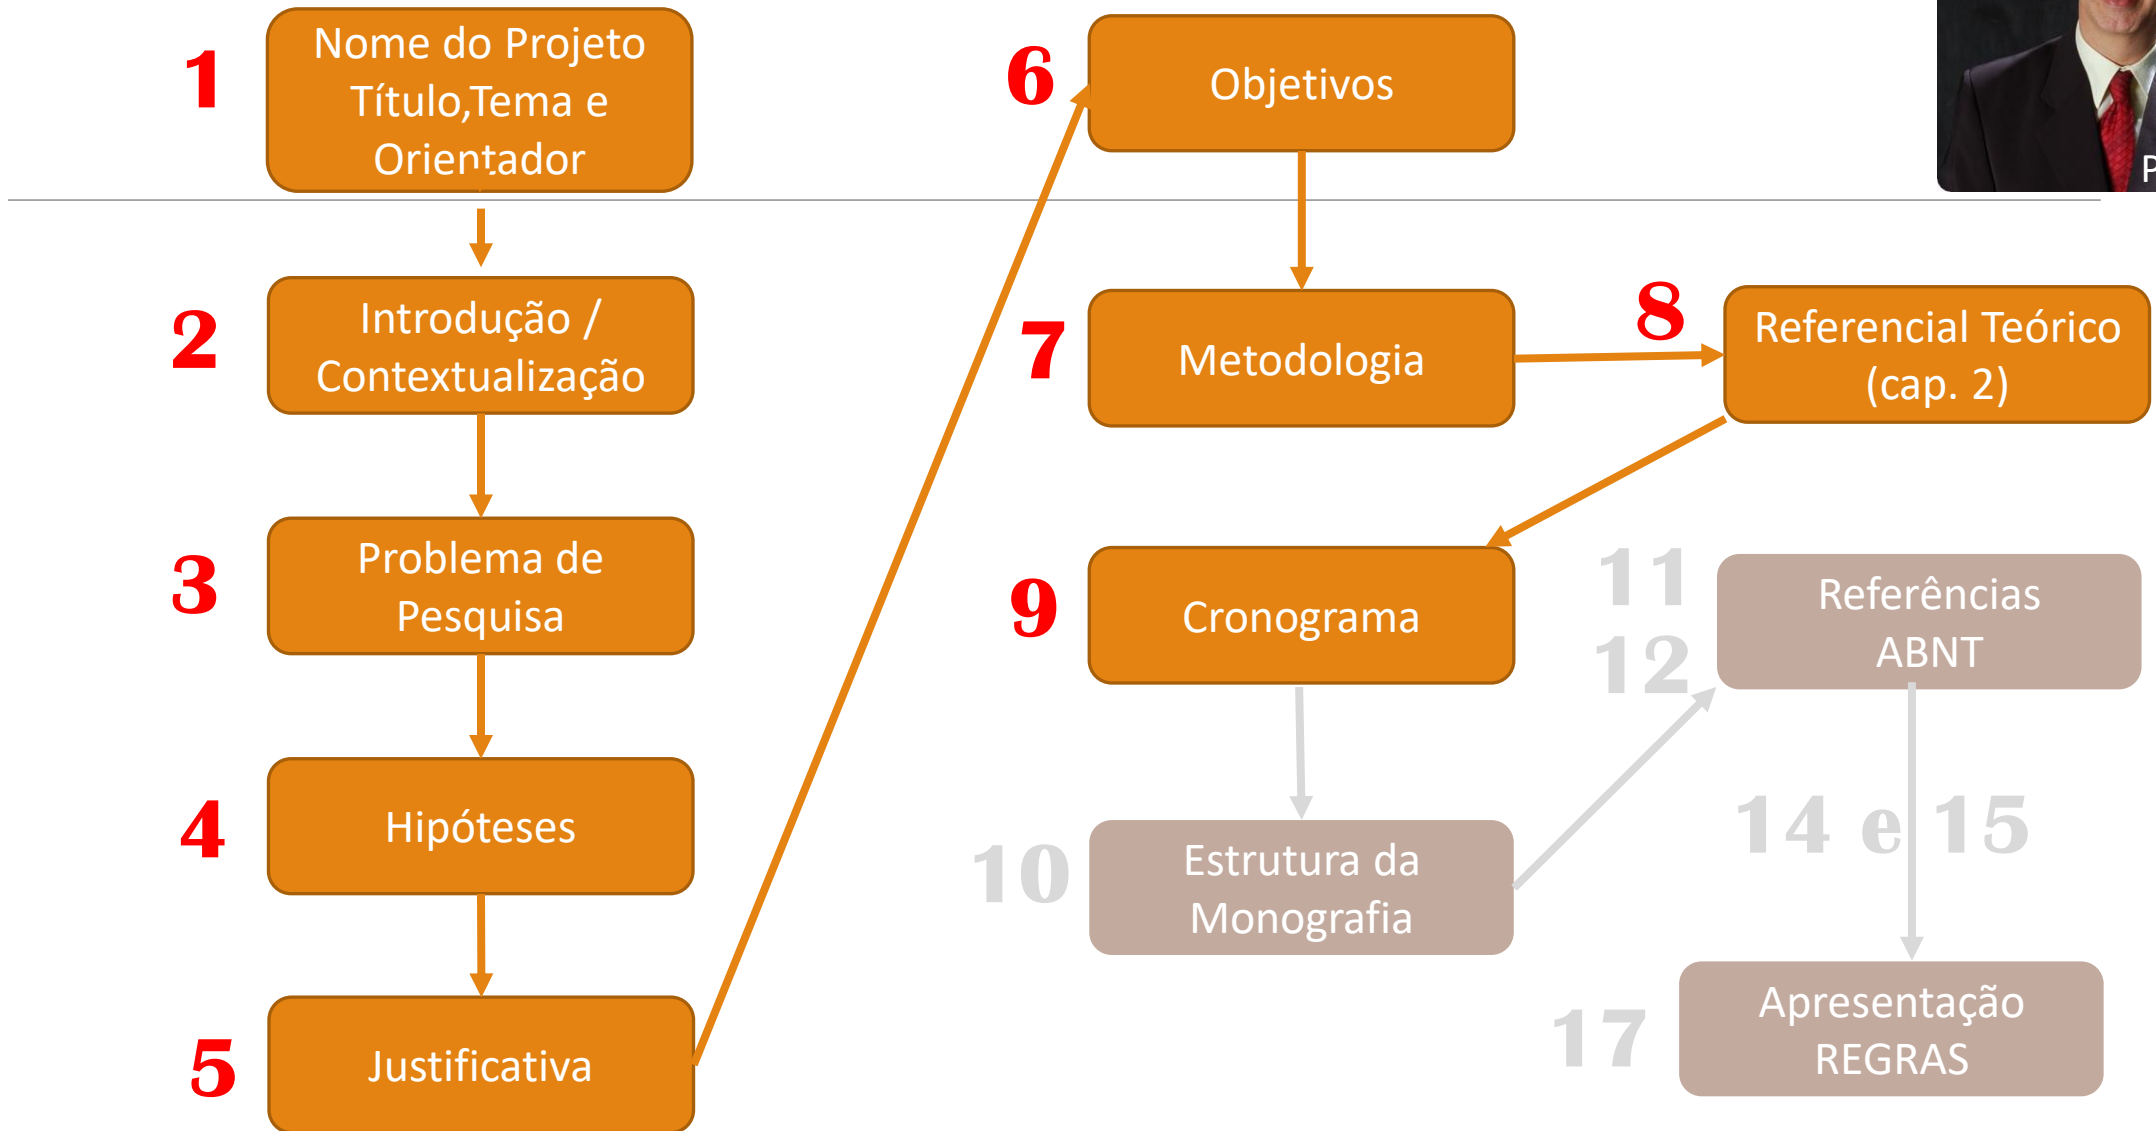 1
Nome do Projeto
Título,Tema e
Orientador
2
Introdução /
Contextualização
3
Problema de
Pesquisa
4
Hipóteses
5
Justificativa
6
Objetivos
7
Metodologia
8
Referencial Teórico
(cap. 2)
9
Cronograma
10
Estrutura da
Monografia
11
12
Referências
ABNT
14 e 15
17
Apresentação
REGRAS